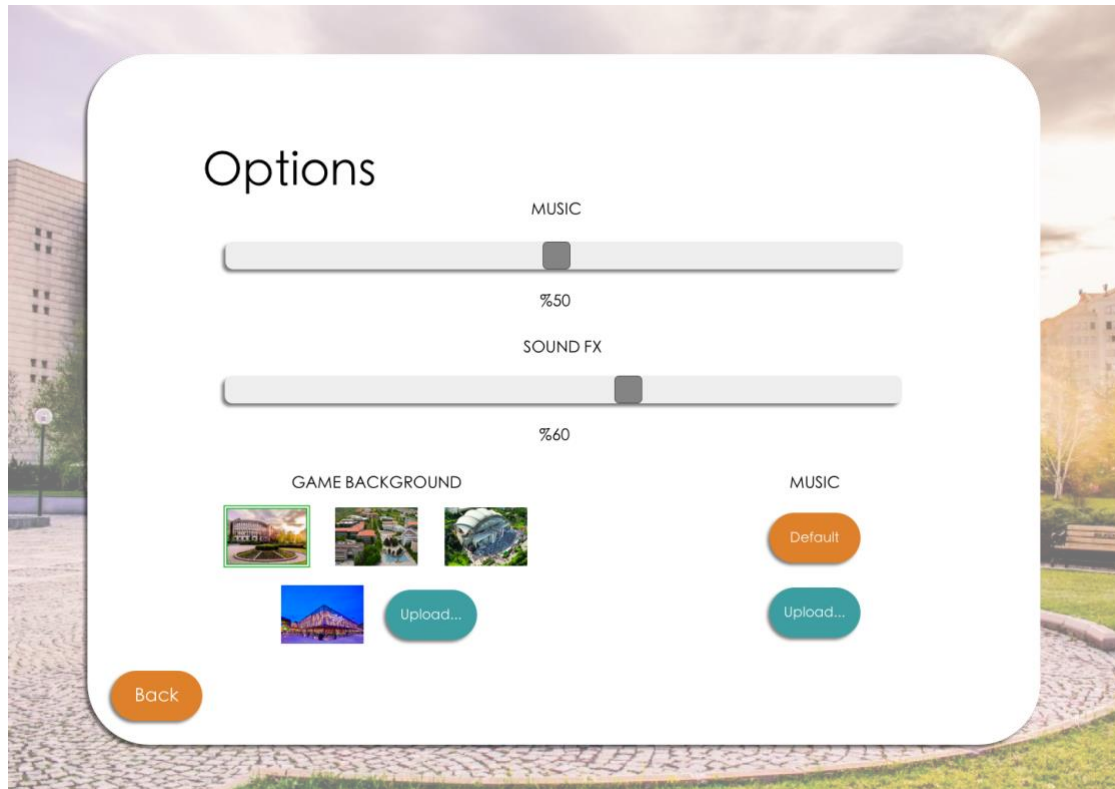 Options
MUSIC
%50
SOUND FX
%60
GAME BACKGROUND
MUSIC
Default
Upload...
Upload...
Back